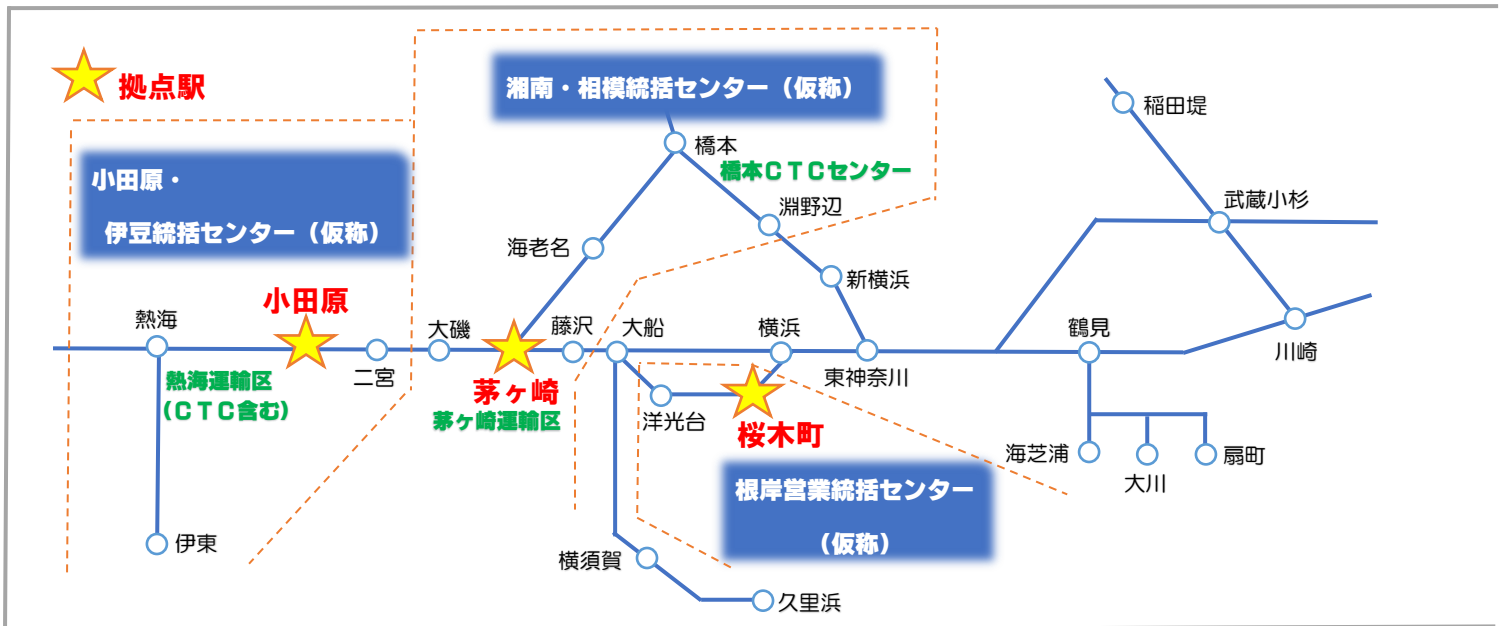 拠点駅
湘南・相模統括センター（仮称）
小田原・
伊豆統括センター（仮称）
橋本
橋本ＣＴＣセンター
淵野辺
海老名
新横浜
稲田堤
武蔵小杉
川崎
熱海
小田原
二宮
大磯
茅ヶ崎
藤沢
大船
横浜
東神奈川
鶴見
熱海運輸区
（ＣＴＣ含む）
茅ヶ崎運輸区
洋光台
桜木町
海芝浦
大川
扇町
根岸営業統括センター
（仮称）
伊東
横須賀
久里浜